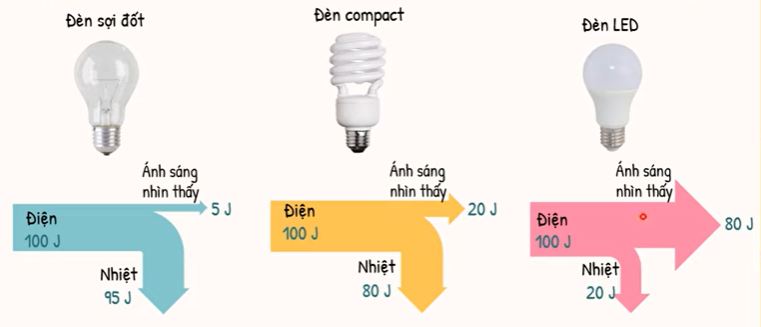 Đèn sợi đốt
Ánh sáng
nhìn thấy
5 J
Điện
100 J
Nhiệt
95 J
Đèn compact
Ánh sáng
nhìn thấy
20 J
Điện
100 J
Nhiệt
80 J
Đèn LED
Ánh sáng
nhìn thấy
80 J
Điện
100 J
Nhiệt
20 J